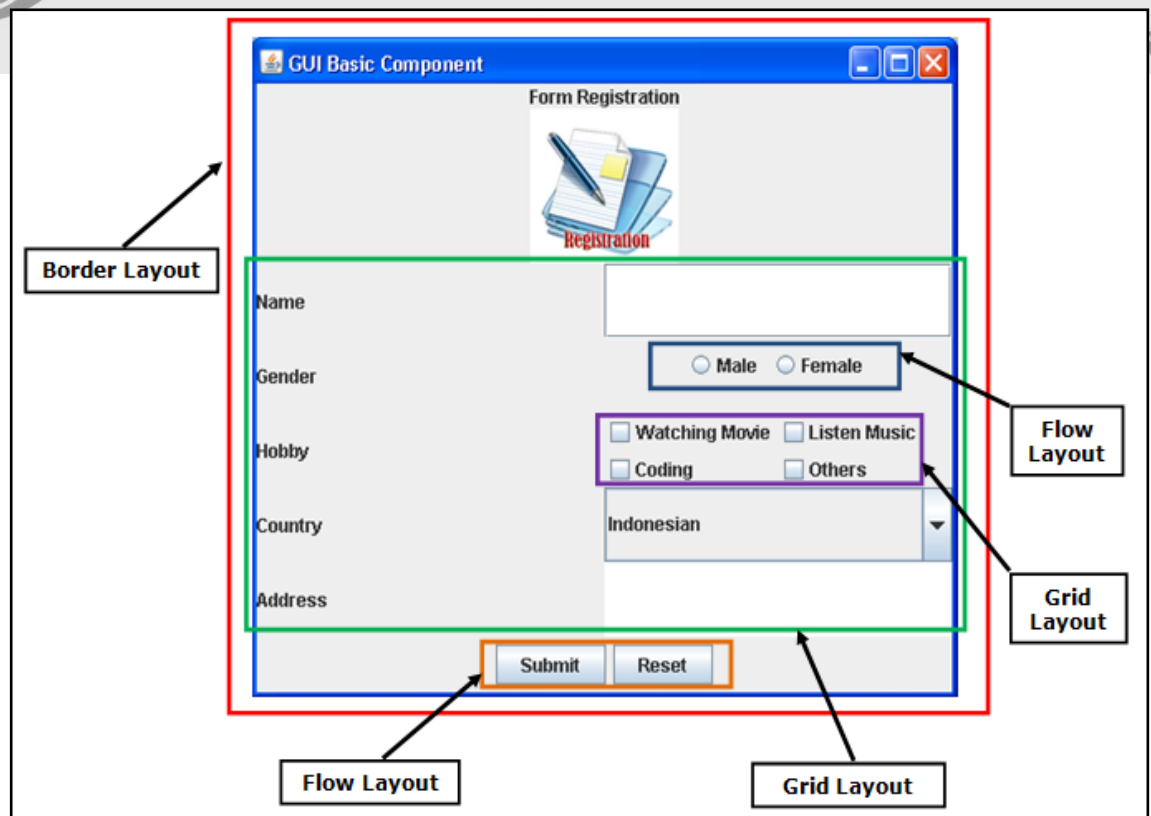 GUI Basic Component
Form Registration
Registration
Border Layout
Name
Gender
Male Female
Flow
Layout
Hobby
Watching Movie Listen Music
Coding Others
Country
Indonesian
Address
Grid
Layout
Submit Reset
Flow Layout
Grid Layout